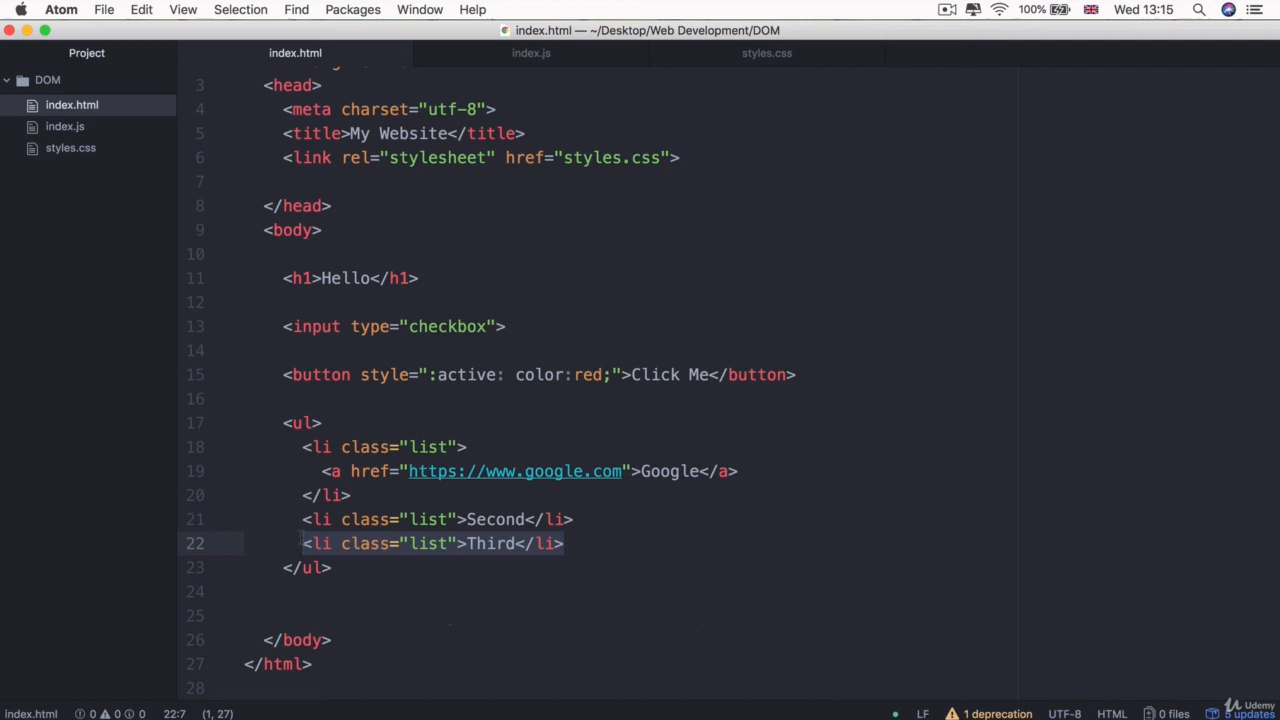 Atom File Edit View Selection Find Packages Window Help 100% Wed 13:15
index.html — ~/Desktop/Web Development/DOM
Project index.html index.js styles.css
DOM
index.html
index.js
styles.css
3 <head>
4 <meta charset="utf-8">
5 <title>My Website</title>
6 <link rel="stylesheet" href="styles.css">
7
8 </head>
9 <body>
10
11 <h1>Hello</h1>
12
13 <input type="checkbox">
14
15 <button style=":active: color:red;">Click Me</button>
16
17 <ul>
18 <li class="list">
19 <a href="https://www.google.com">Google</a>
20 </li>
21 <li class="list">Second</li>
22 <li class="list">Third</li>
23 </ul>
24
25
26 </body>
27 </html>
28
index.html 0 0 0 22:7 (1, 27) LF 1 deprecation UTF-8 HTML 0 files 5 updates
Udemy